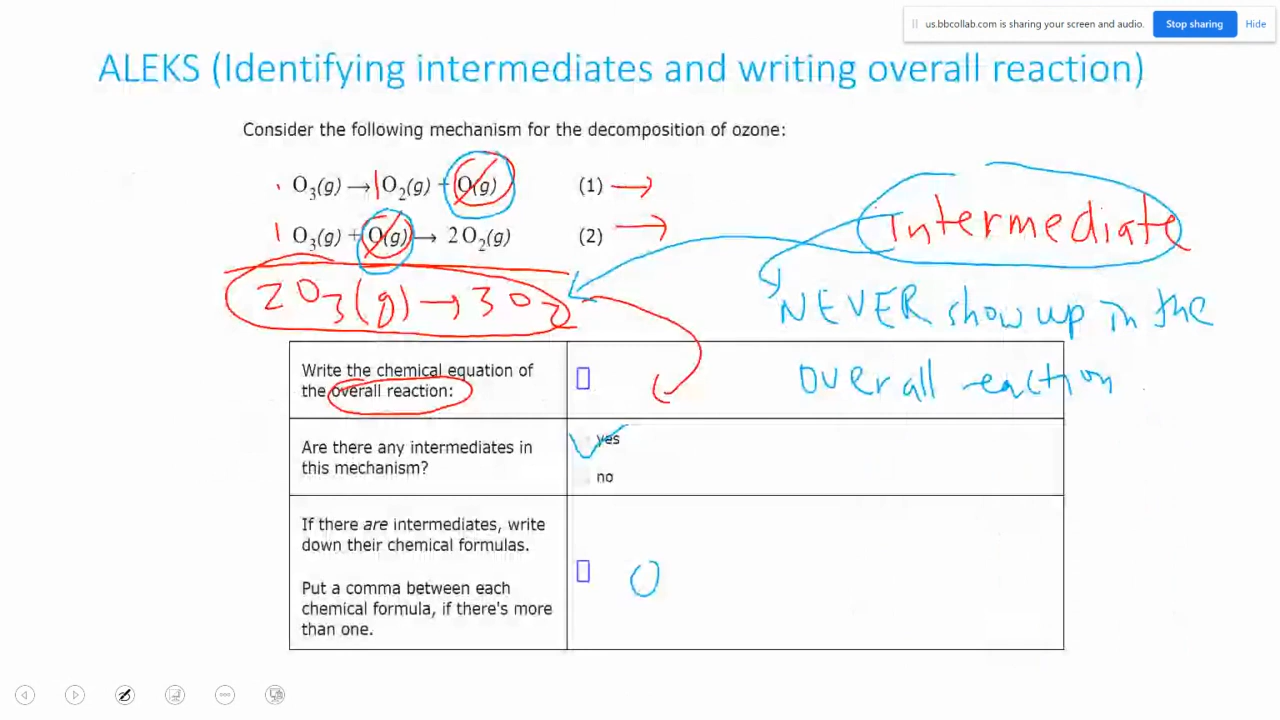 us.bbcollab.com is sharing your screen and audio. Stop sharing Hide
ALEKS (Identifying intermediates and writing overall reaction)
Consider the following mechanism for the decomposition of ozone:
1 O₃(g) → 1 O₂(g) + O(g) (1) →
1 O₃(g) + O(g) → 2 O₂(g) (2) →
Intermediate
2O₃(g) → 3O₂
NEVER show up in the
overall reaction
Write the chemical equation of
the overall reaction:
Are there any intermediates in
this mechanism?
yes
no
If there are intermediates, write
down their chemical formulas.
Put a comma between each
chemical formula, if there's more
than one.
O